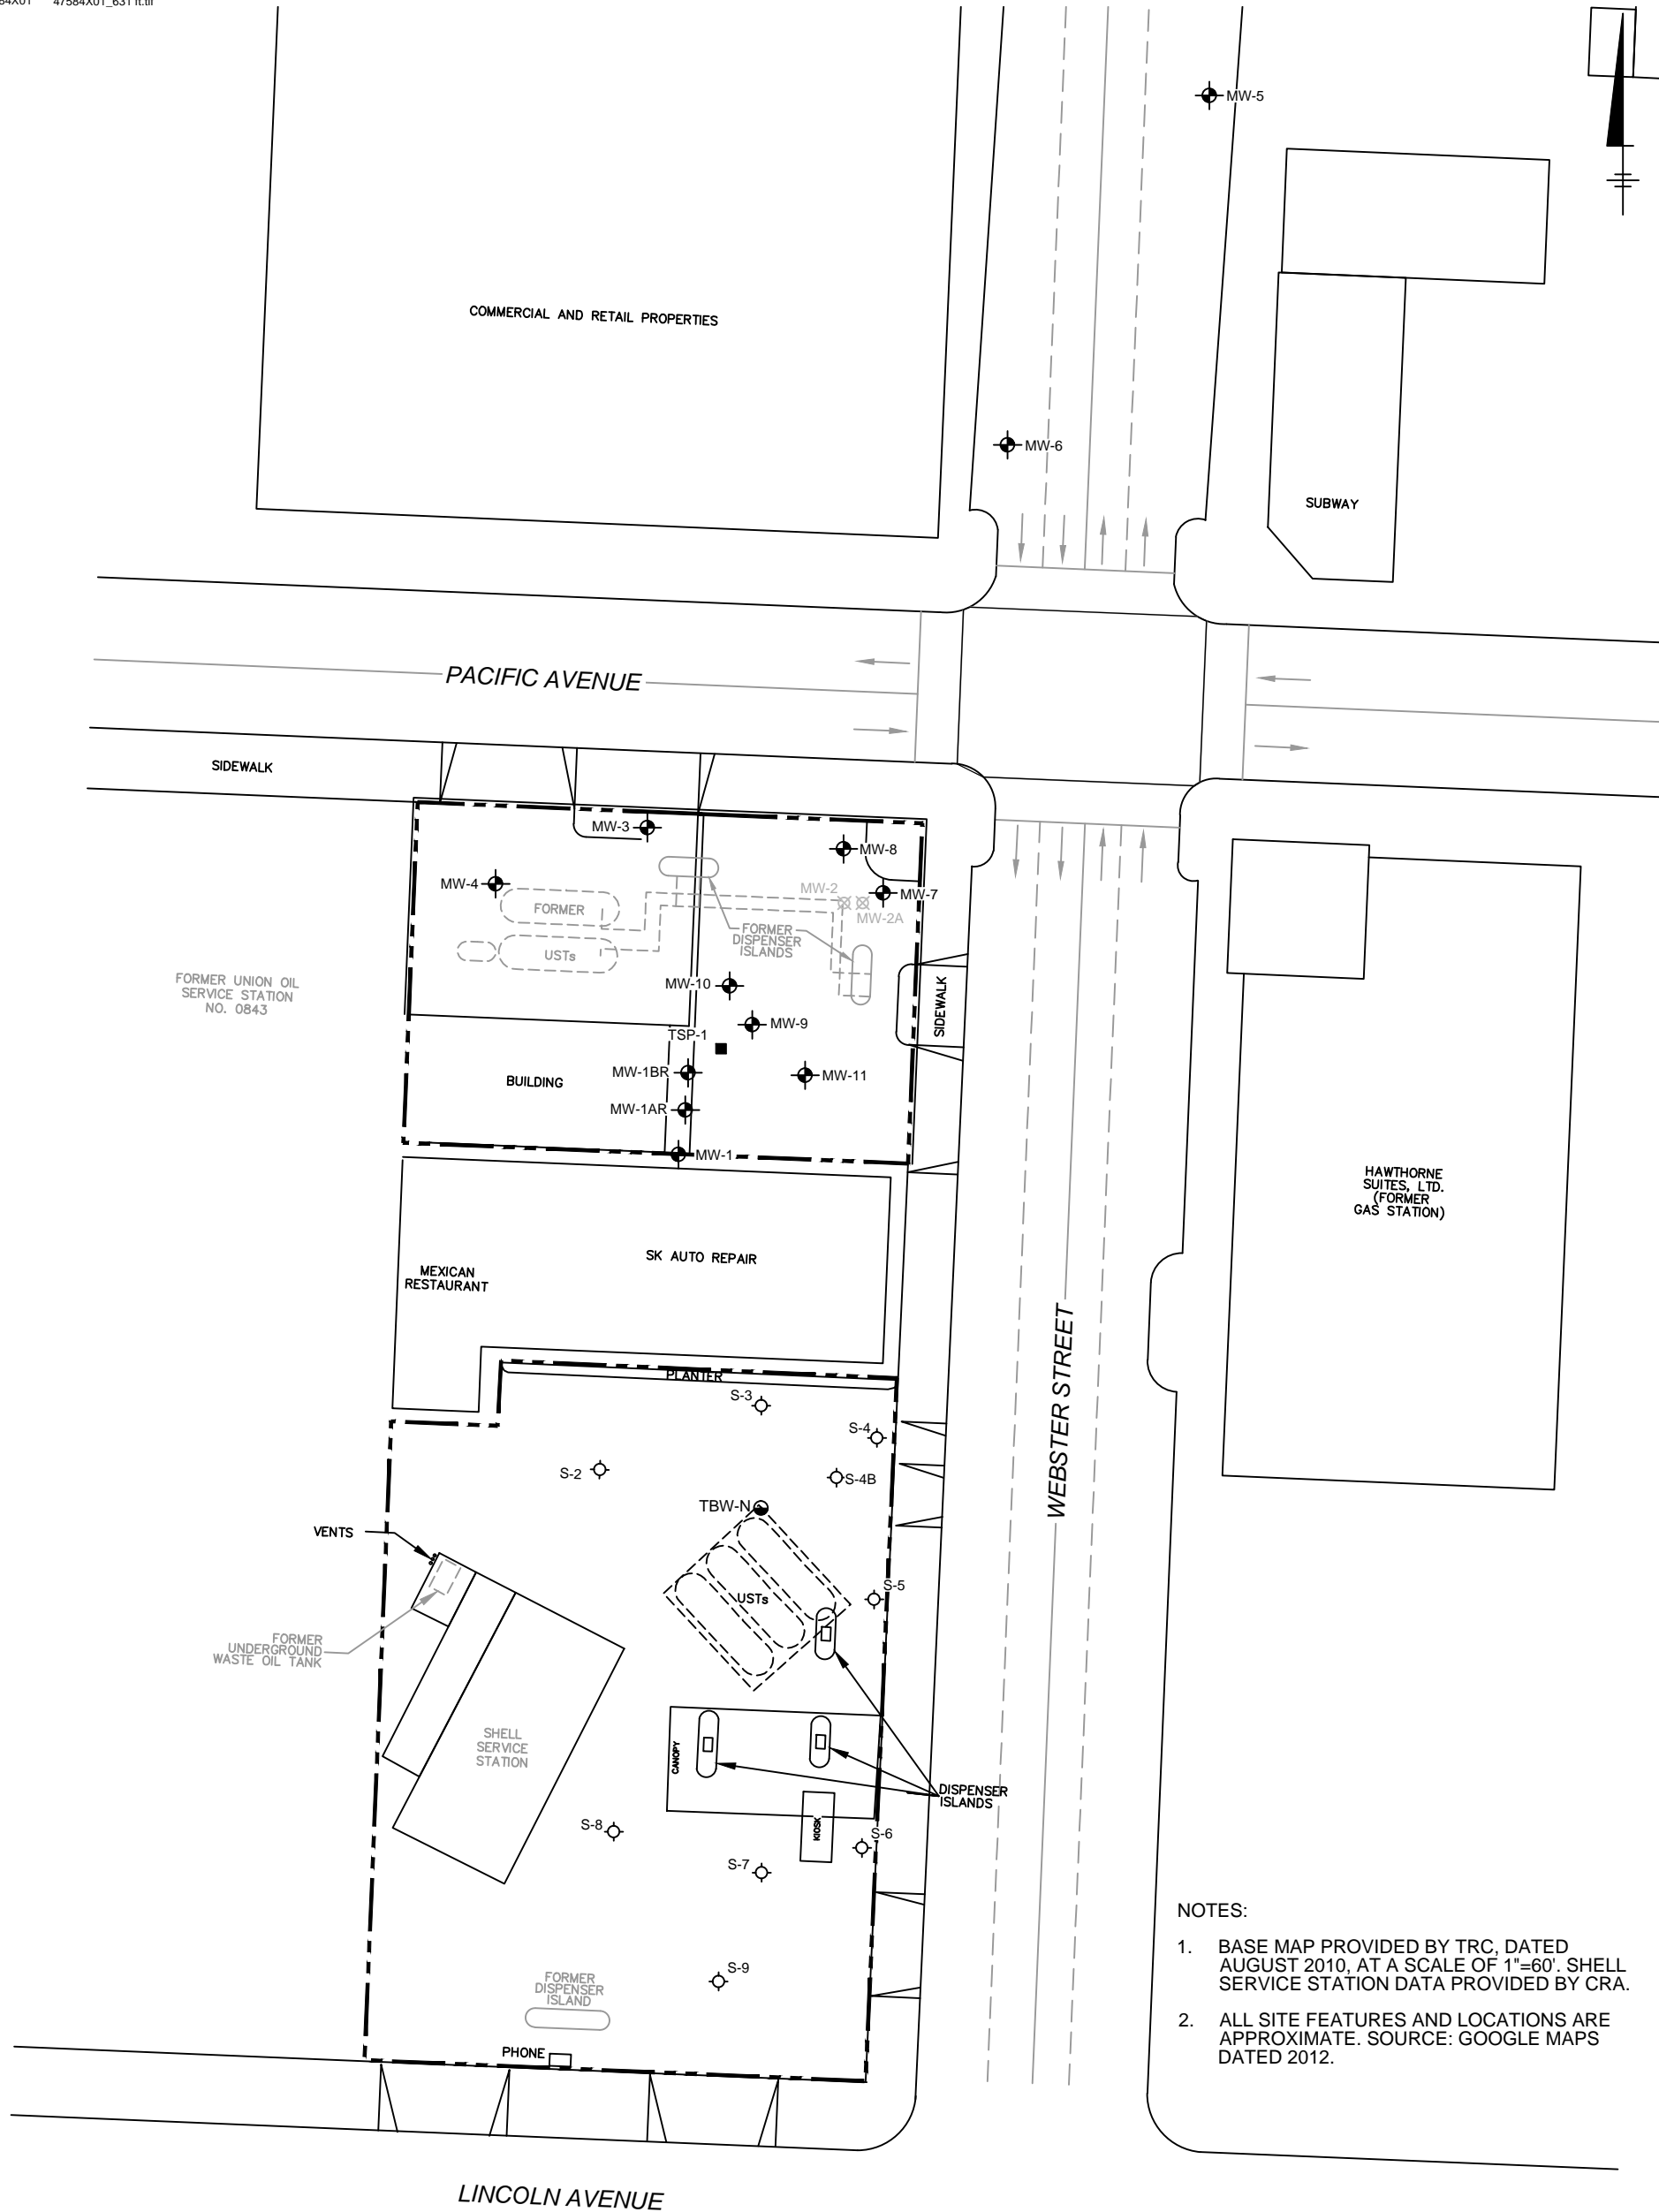 47584X01_631 ft.tif
MW-5
COMMERCIAL AND RETAIL PROPERTIES
MW-6
SUBWAY
PACIFIC AVENUE
SIDEWALK
MW-3
MW-8
MW-4
MW-2
MW-7
FORMER
MW-2A
FORMER
DISPENSER
ISLANDS
USTs
FORMER UNION OIL
SERVICE STATION
NO. 0843
MW-10
SIDEWALK
MW-9
TSP-1
MW-1BR
MW-11
BUILDING
MW-1AR
MW-1
HAWTHORNE
SUITES, LTD.
(FORMER
GAS STATION)
SK AUTO REPAIR
MEXICAN
RESTAURANT
WEBSTER STREET
PLANTER
S-3
S-4
S-2
S-4B
TBW-N
VENTS
S-5
USTs
FORMER
UNDERGROUND
WASTE OIL TANK
SHELL
SERVICE
STATION
CANOPY
DISPENSER
ISLANDS
KIOSK
S-8
S-6
S-7
S-9
FORMER
DISPENSER
ISLAND
PHONE
NOTES:
1. BASE MAP PROVIDED BY TRC, DATED
AUGUST 2010, AT A SCALE OF 1"=60'. SHELL
SERVICE STATION DATA PROVIDED BY CRA.
2. ALL SITE FEATURES AND LOCATIONS ARE
APPROXIMATE. SOURCE: GOOGLE MAPS
DATED 2012.
LINCOLN AVENUE